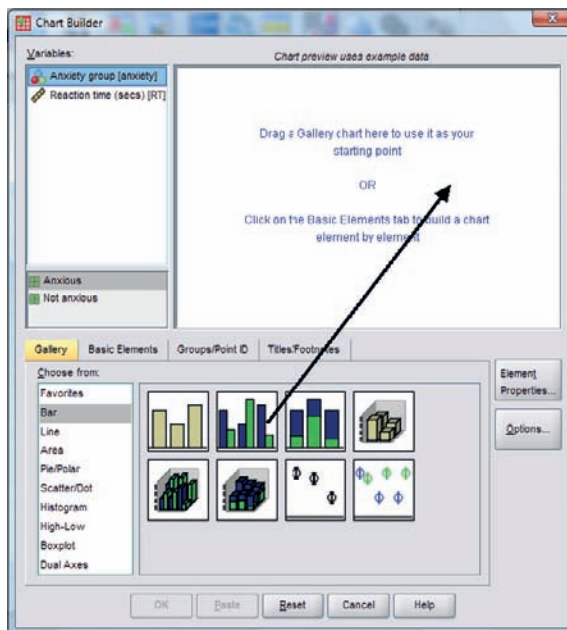 Chart Builder
Variables:
Chart preview uses example data
Anxiety group [anxiety]
Reaction time (secs) [RT]
Drag a Gallery chart here to use it as your
starting point
OR
Click on the Basic Elements tab to build a chart
element by element
Anxious
Not anxious
Gallery
Basic Elements
Groups/Point ID
Titles/Footnotes
Choose from:
Favorites
Bar
Line
Area
Pie/Polar
Scatter/Dot
Histogram
High-Low
Boxplot
Dual Axes
Element
Properties...
Options...
OK
Paste
Reset
Cancel
Help